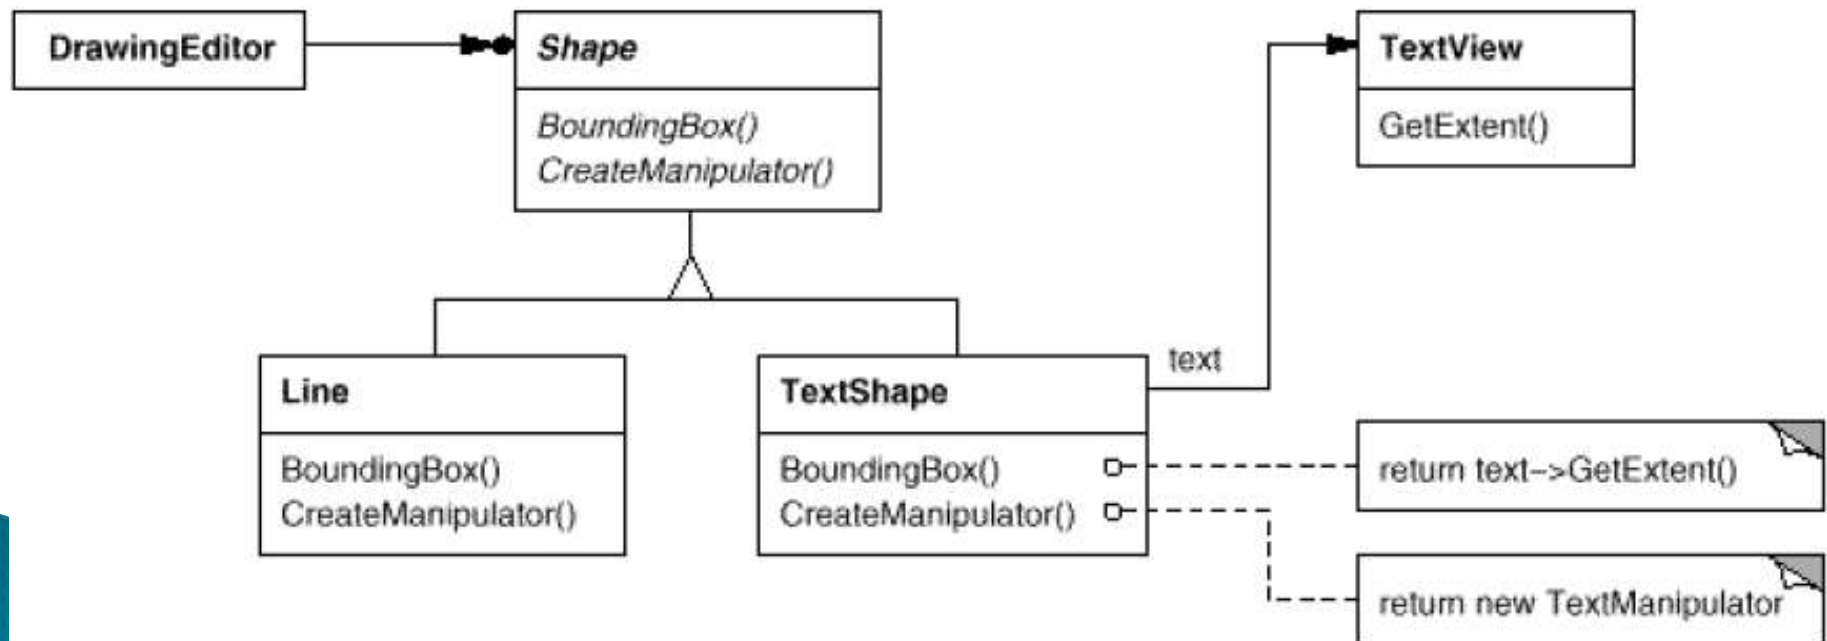 DrawingEditor
Shape
BoundingBox()
CreateManipulator()
TextView
GetExtent()
Line
BoundingBox()
CreateManipulator()
TextShape
BoundingBox()
CreateManipulator()
text
return text–>GetExtent()
return new TextManipulator